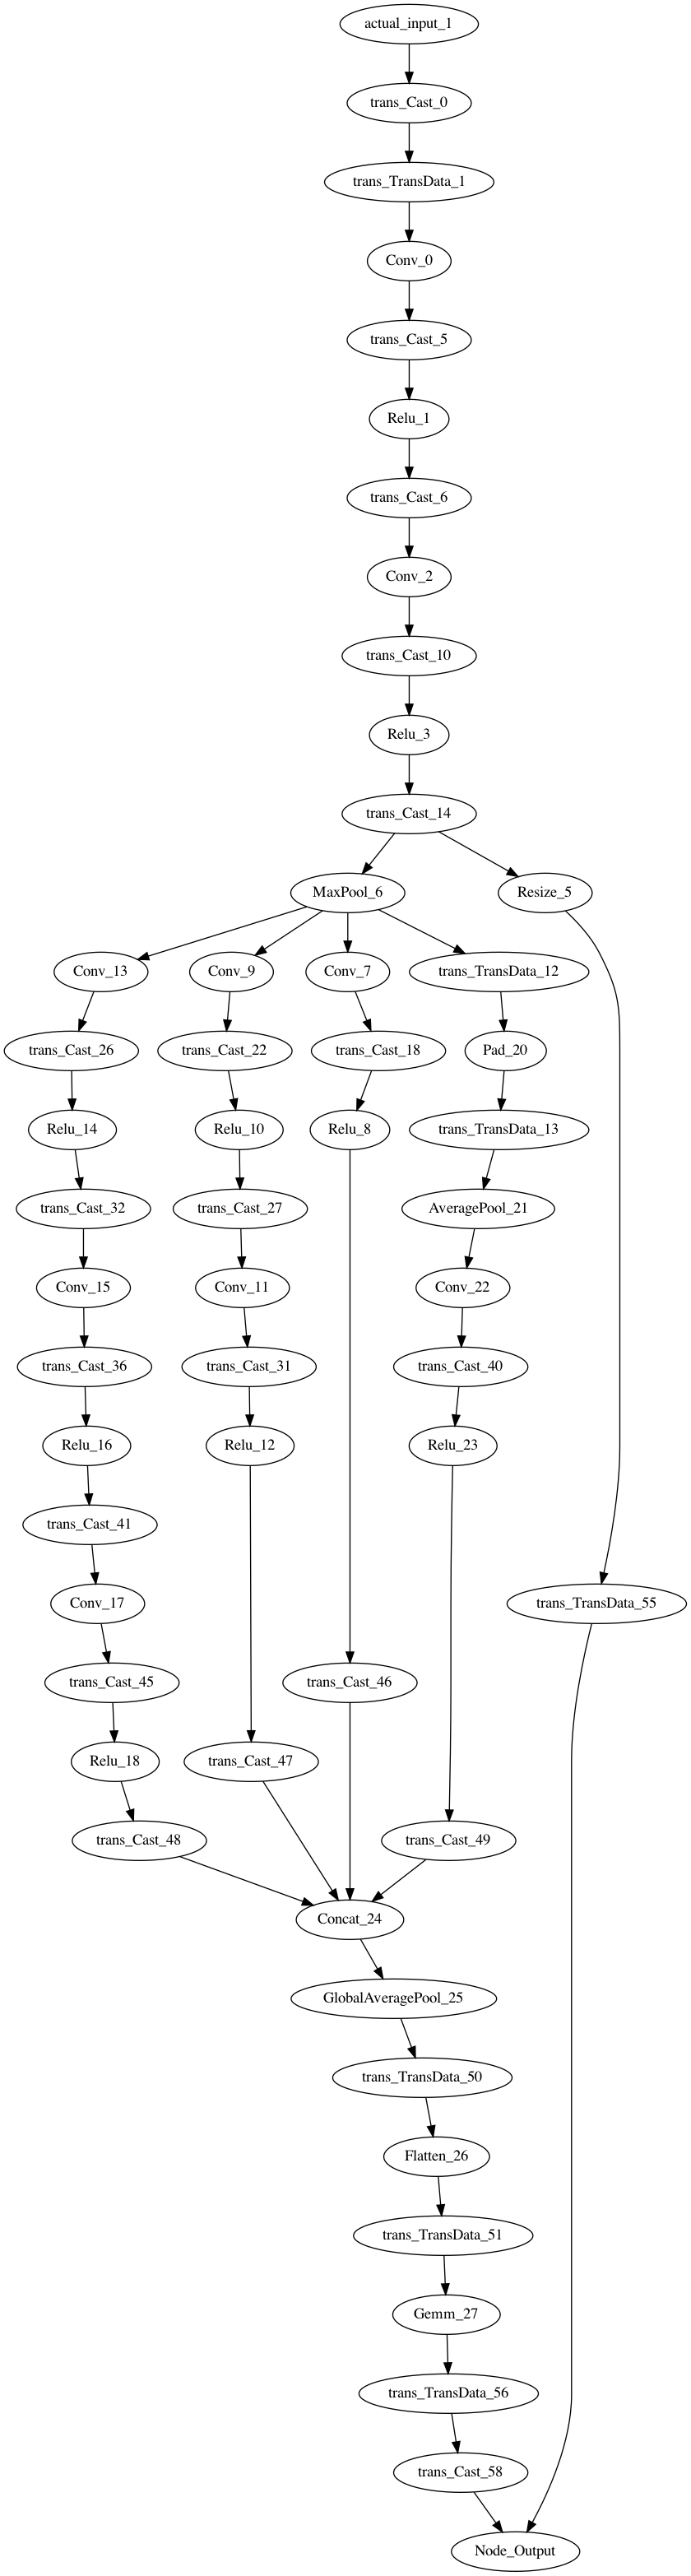 actual_input_1
trans_Cast_0
trans_TransData_1
Conv_0
trans_Cast_5
Relu_1
trans_Cast_6
Conv_2
trans_Cast_10
Relu_3
trans_Cast_14
MaxPool_6
Resize_5
Conv_13
Conv_9
Conv_7
trans_TransData_12
trans_Cast_26
trans_Cast_22
trans_Cast_18
Pad_20
Relu_14
Relu_10
Relu_8
trans_TransData_13
trans_Cast_32
trans_Cast_27
AveragePool_21
Conv_15
Conv_11
Conv_22
trans_Cast_36
trans_Cast_31
trans_Cast_40
Relu_16
Relu_12
Relu_23
trans_Cast_41
Conv_17
trans_TransData_55
trans_Cast_45
trans_Cast_46
Relu_18
trans_Cast_47
trans_Cast_48
trans_Cast_49
Concat_24
GlobalAveragePool_25
trans_TransData_50
Flatten_26
trans_TransData_51
Gemm_27
trans_TransData_56
trans_Cast_58
Node_Output